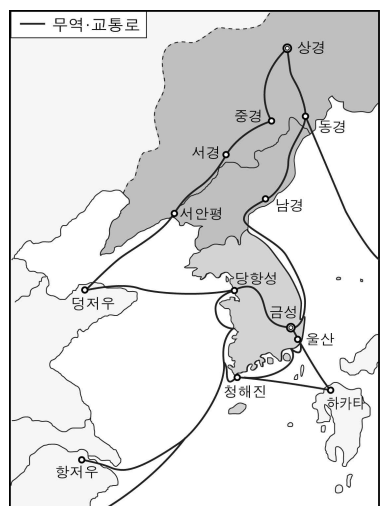 무역·교통로
상경
중경
동경
서경
남경
서안평
당항성
덩저우
금성
울산
청해진
하카타
항저우